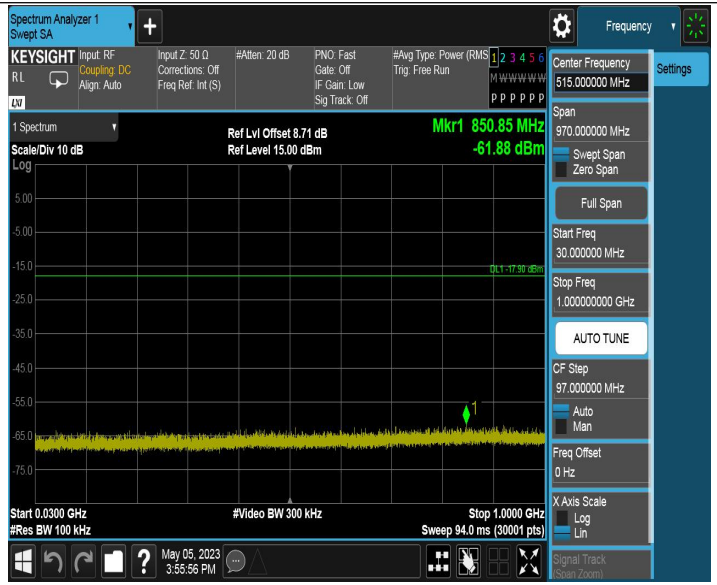 Spectrum Analyzer 1
Swept SA
Frequency
KEYSIGHT
RL
LXI
Input: RF
Coupling: DC
Align: Auto
Input Z: 50 Ω
Corrections: Off
Freq Ref: Int (S)
#Atten: 20 dB
PNO: Fast
Gate: Off
IF Gain: Low
Sig Track: Off
#Avg Type: Power (RMS
Trig: Free Run
1 2 3 4 5 6
M W W W W W
P P P P P P
1 Spectrum
Scale/Div 10 dB
Log
Ref Lvl Offset 8.71 dB
Ref Level 15.00 dBm
Mkr1 850.85 MHz
-61.88 dBm
5.00
-5.00
-15.0
DL1 -17.90 dBm
-25.0
-35.0
-45.0
-55.0
1
-65.0
-75.0
Start 0.0300 GHz
#Video BW 300 kHz
Stop 1.0000 GHz
#Res BW 100 kHz
Sweep 94.0 ms (30001 pts)
?
May 05, 2023
3:55:56 PM
Center Frequency
515.000000 MHz
Settings
Span
970.000000 MHz
Swept Span
Zero Span
Full Span
Start Freq
30.000000 MHz
Stop Freq
1.000000000 GHz
AUTO TUNE
CF Step
97.000000 MHz
Auto
Man
Freq Offset
0 Hz
X Axis Scale
Log
Lin
Signal Track
(Span Zoom)